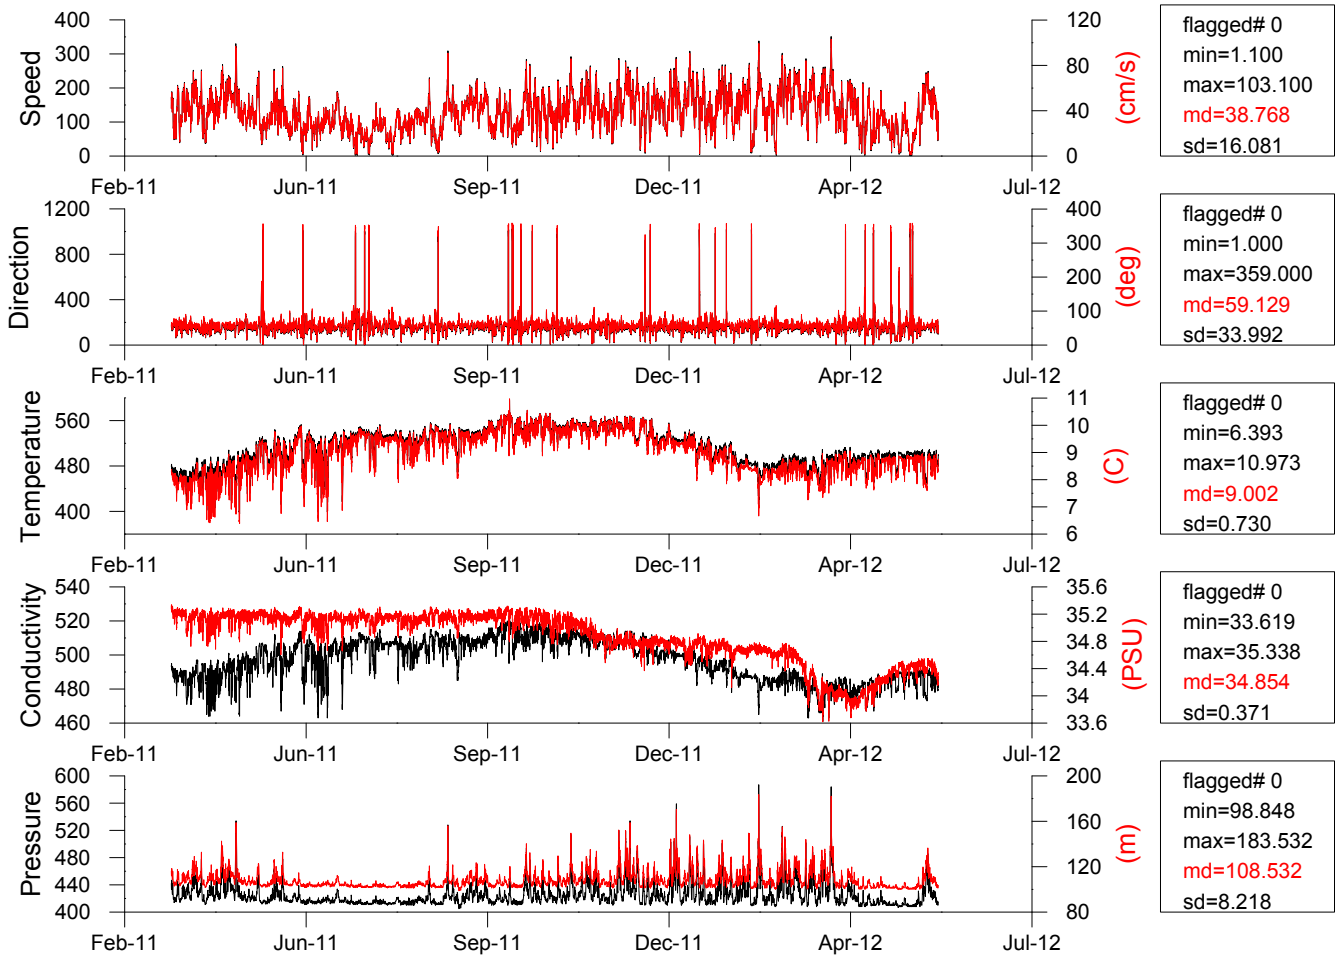 Speed
400
300
200
100
0
120
80
40
0
(cm/s)
Feb-11 Jun-11 Sep-11 Dec-11 Apr-12 Jul-12
flagged# 0
min=1.100
max=103.100
md=38.768
sd=16.081
Direction
1200
800
400
0
400
300
200
100
0
(deg)
Feb-11 Jun-11 Sep-11 Dec-11 Apr-12 Jul-12
flagged# 0
min=1.000
max=359.000
md=59.129
sd=33.992
Temperature
560
480
400
11
10
9
8
7
6
(C)
Feb-11 Jun-11 Sep-11 Dec-11 Apr-12 Jul-12
flagged# 0
min=6.393
max=10.973
md=9.002
sd=0.730
Conductivity
540
520
500
480
460
35.6
35.2
34.8
34.4
34
33.6
(PSU)
Feb-11 Jun-11 Sep-11 Dec-11 Apr-12 Jul-12
flagged# 0
min=33.619
max=35.338
md=34.854
sd=0.371
Pressure
600
560
520
480
440
400
200
160
120
80
(m)
Feb-11 Jun-11 Sep-11 Dec-11 Apr-12 Jul-12
flagged# 0
min=98.848
max=183.532
md=108.532
sd=8.218